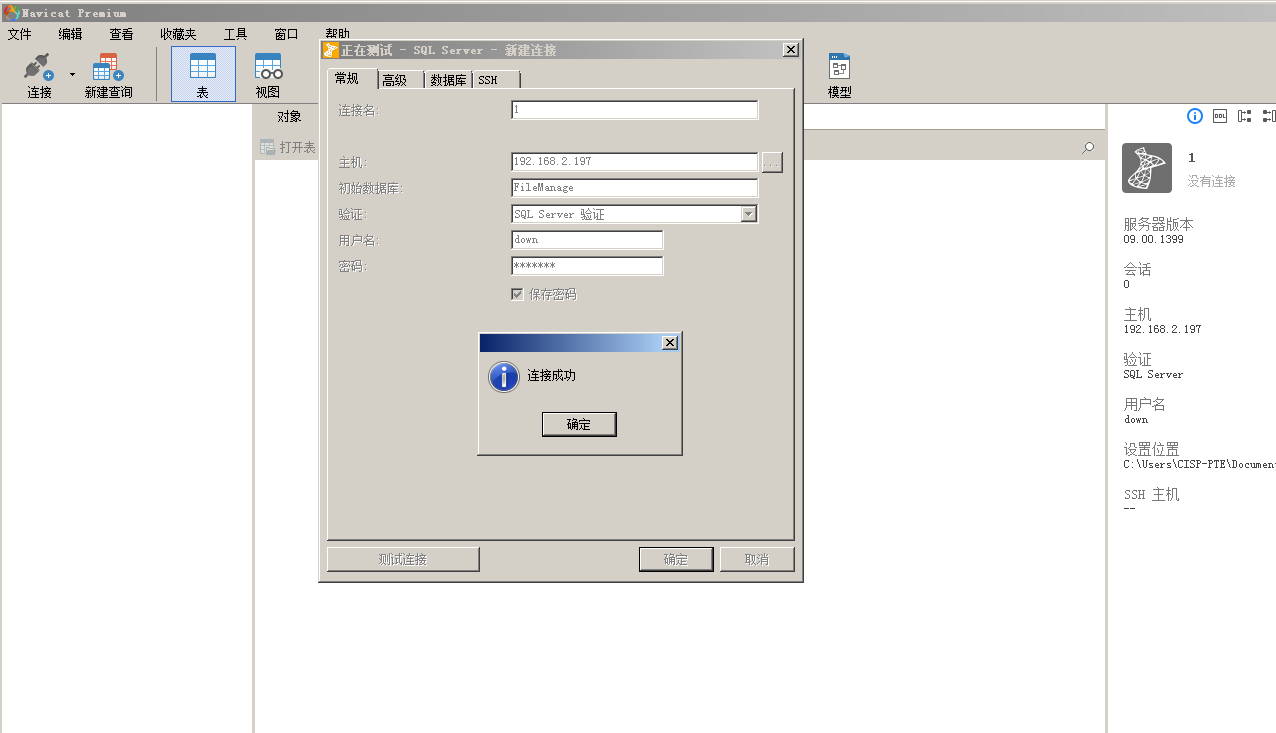 Navicat Premium
文件 编辑 查看 收藏夹 工具 窗口 帮助
连接 新建查询 表 视图 模型
正在测试 - SQL Server - 新建连接
常规 高级 数据库 SSH
连接名: 1
主机: 192.168.2.197 ...
初始数据库: FileManage
验证: SQL Server 验证
用户名: down
密码: *******
保存密码
连接成功
确定
测试连接 确定 取消
对象
打开表
DDL
1
没有连接
服务器版本
09.00.1399
会话
0
主机
192.168.2.197
验证
SQL Server
用户名
down
设置位置
C:\Users\CISP-PTE\Documen
SSH 主机
--